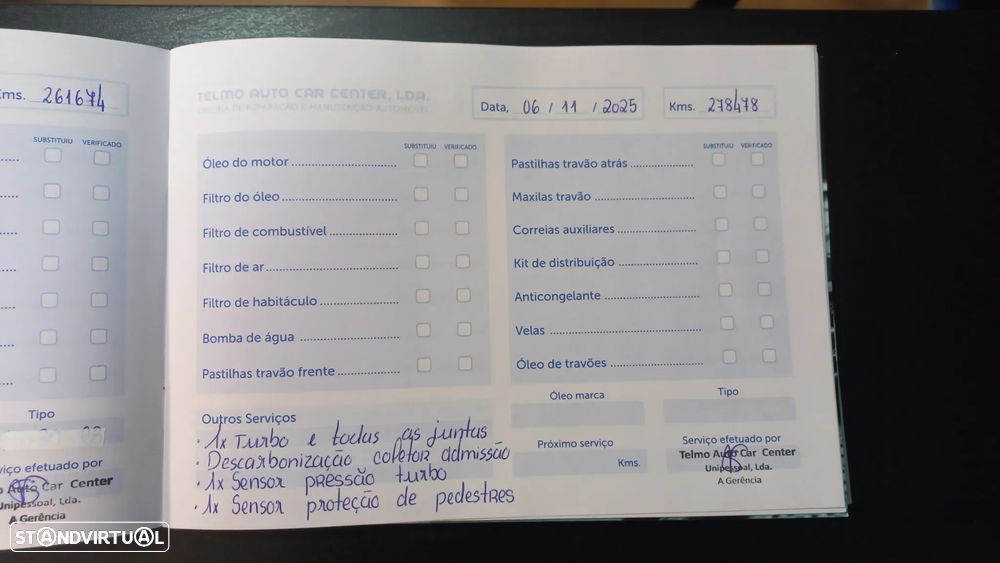 Kms. 261674
SUBSTITUIU VERIFICADO
Tipo
viço efetuado por
Auto Car Center
Unipessoal, Lda.
A Gerência
TELMO AUTO CAR CENTER, LDA.
OFICINA DE REPARAÇÃO E MANUTENÇÃO AUTOMÓVEL
Data, 06 / 11 / 2025
Kms. 278478
SUBSTITUIU VERIFICADO
Óleo do motor
Filtro do óleo
Filtro de combustível
Filtro de ar
Filtro de habitáculo
Bomba de água
Pastilhas travão frente
SUBSTITUIU VERIFICADO
Pastilhas travão atrás
Maxilas travão
Correias auxiliares
Kit de distribuição
Anticongelante
Velas
Óleo de travões
Outros Serviços
· 1x Turbo e todas as juntas
· Descarbonização coletor admissão
· 1x Sensor pressão turbo
· 1x Sensor proteção de pedestres
Óleo marca
Tipo
Próximo serviço
Kms.
Serviço efetuado por
Telmo Auto Car Center
Unipessoal, Lda.
A Gerência
STANDVIRTUAL